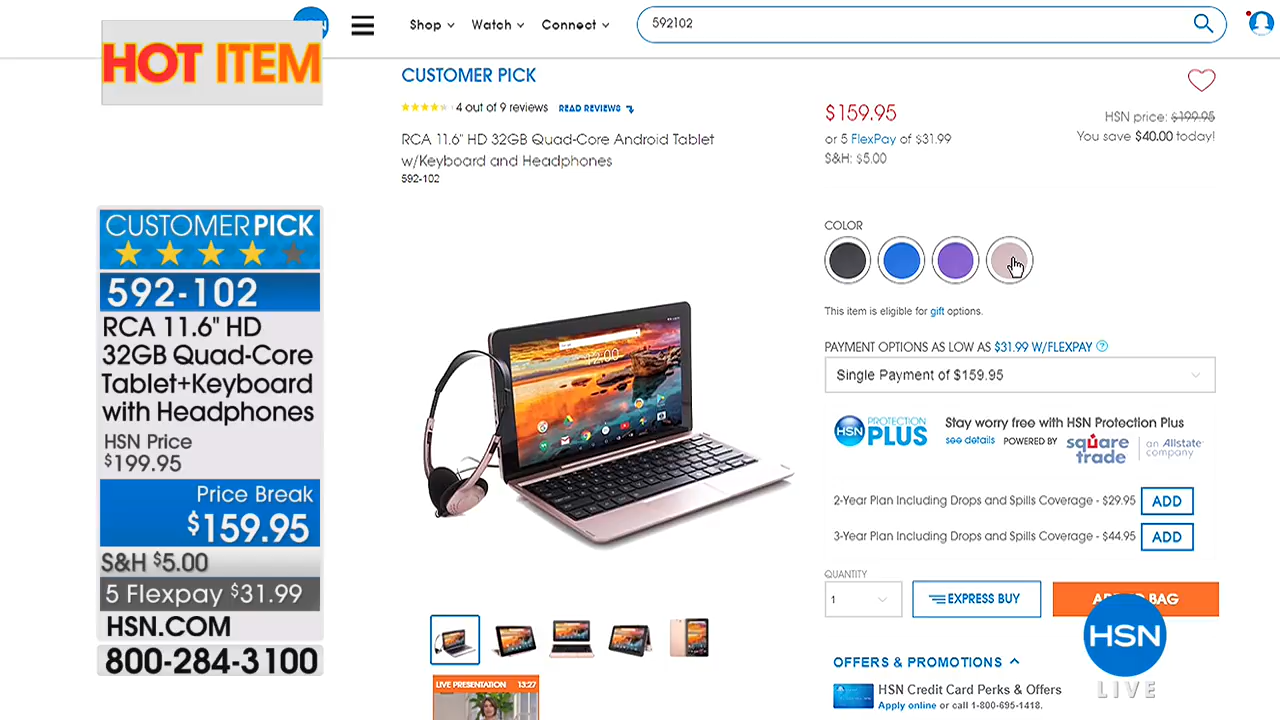 HSN
Shop
Watch
Connect
592102
HOT ITEM
CUSTOMER PICK
4 out of 9 reviews READ REVIEWS
RCA 11.6" HD 32GB Quad-Core Android Tablet
w/Keyboard and Headphones
592-102
$159.95
or 5 FlexPay of $31.99
S&H: $5.00
HSN price: $199.95
You save $40.00 today!
COLOR
This item is eligible for gift options.
PAYMENT OPTIONS AS LOW AS $31.99 W/FLEXPAY ?
Single Payment of $159.95
HSN PROTECTION PLUS
Stay worry free with HSN Protection Plus
see details POWERED BY square trade an Allstate company
2-Year Plan Including Drops and Spills Coverage - $29.95 ADD
3-Year Plan Including Drops and Spills Coverage - $44.95 ADD
QUANTITY
1
EXPRESS BUY
BAG
OFFERS & PROMOTIONS
HSN Credit Card Perks & Offers
Apply online or call 1-800-695-1418.
HSN
LIVE
CUSTOMER PICK
592-102
RCA 11.6" HD
32GB Quad-Core
Tablet+Keyboard
with Headphones
HSN Price
$199.95
Price Break
$159.95
S&H $5.00
5 Flexpay $31.99
HSN.COM
800-284-3100
12:00
LIVE PRESENTATION 13:27